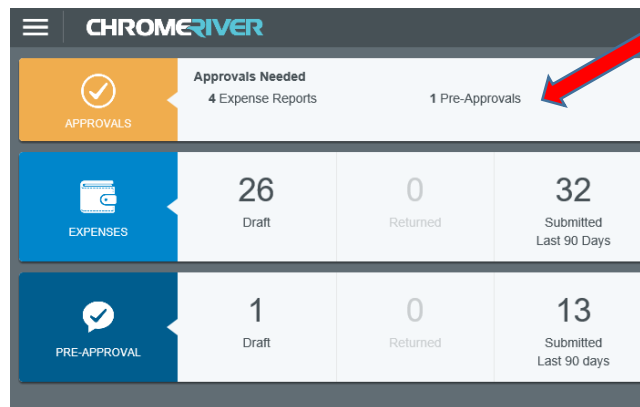 CHROMERIVER
Approvals Needed
4 Expense Reports 1 Pre-Approvals
APPROVALS
26 0 32
Draft Returned Submitted
Last 90 Days
EXPENSES
1 0 13
Draft Returned Submitted
Last 90 days
PRE-APPROVAL